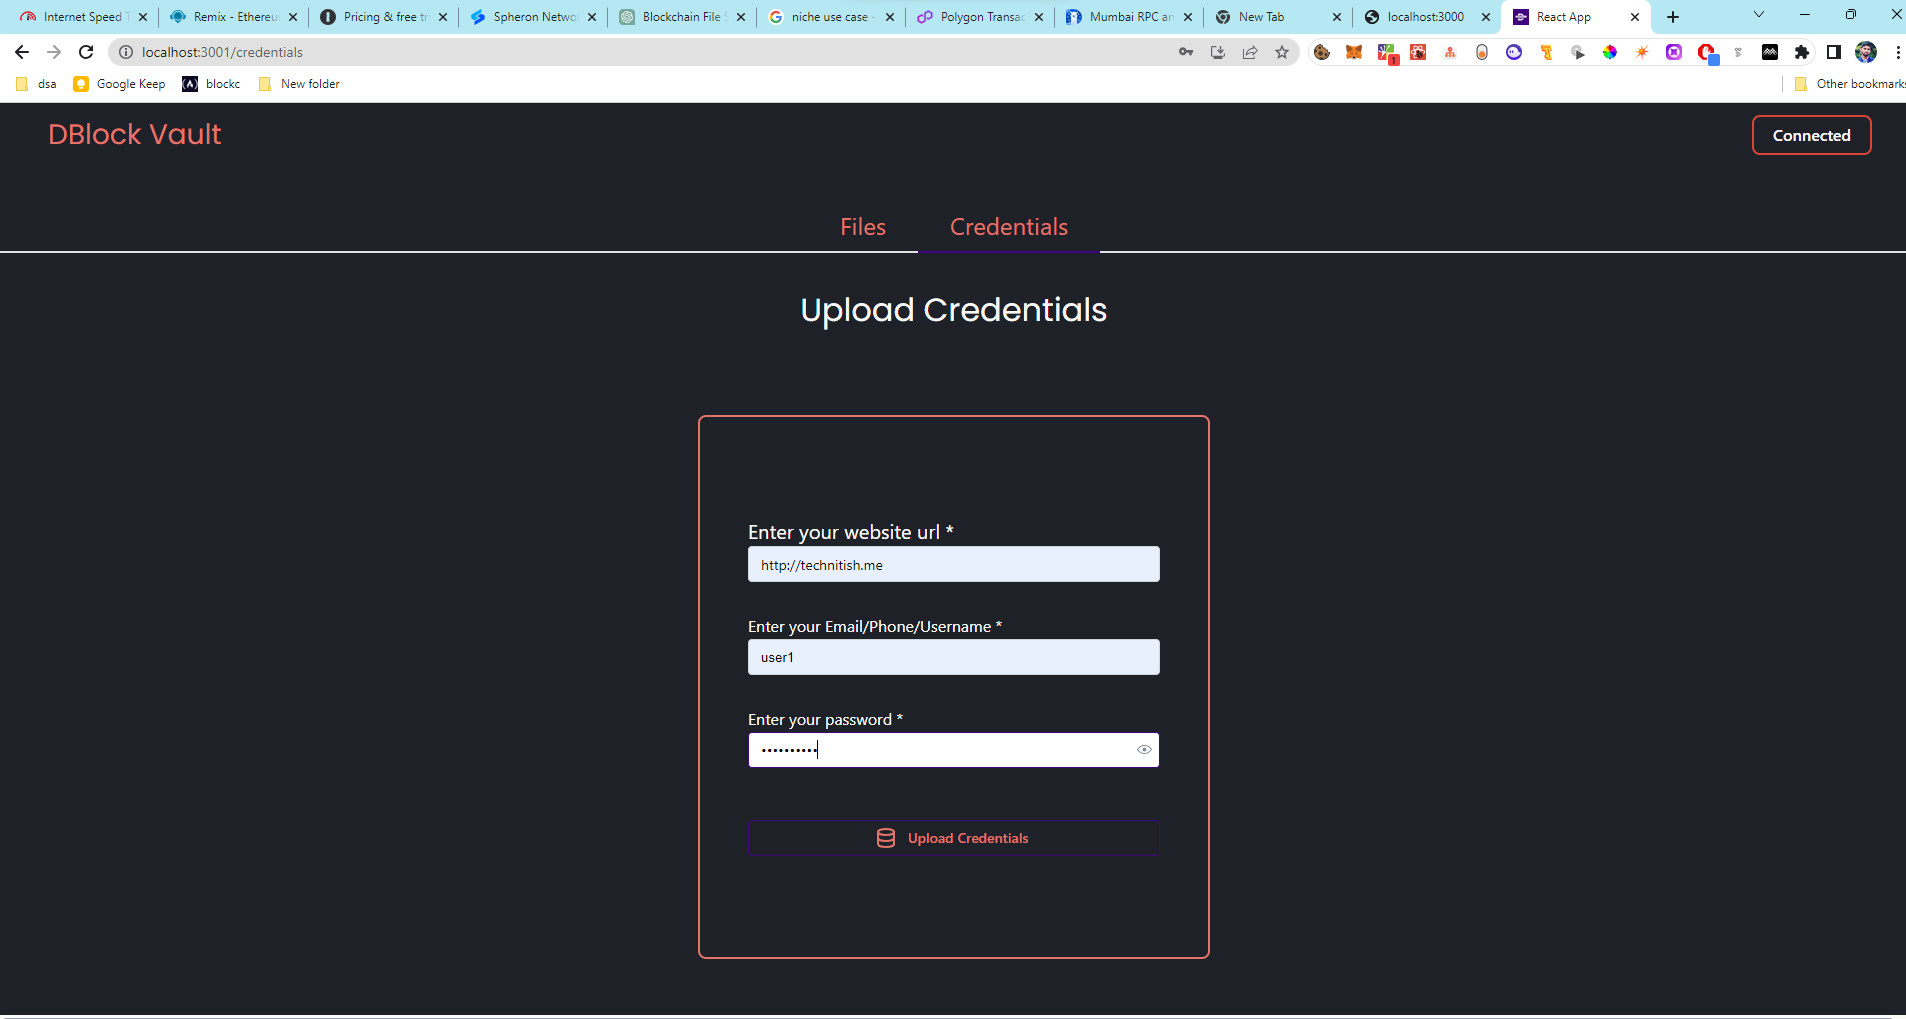 Internet Speed T
Remix - Ethereu
Pricing & free tr
Spheron Netwo
Blockchain File S
niche use case -
Polygon Transac
Mumbai RPC an
New Tab
localhost:3000
React App
localhost:3001/credentials
1
dsa
Google Keep
blockc
New folder
Other bookmarks
DBlock Vault
Connected
Files
Credentials
Upload Credentials
Enter your website url *
http://technitish.me
Enter your Email/Phone/Username *
user1
Enter your password *
••••••••••
Upload Credentials